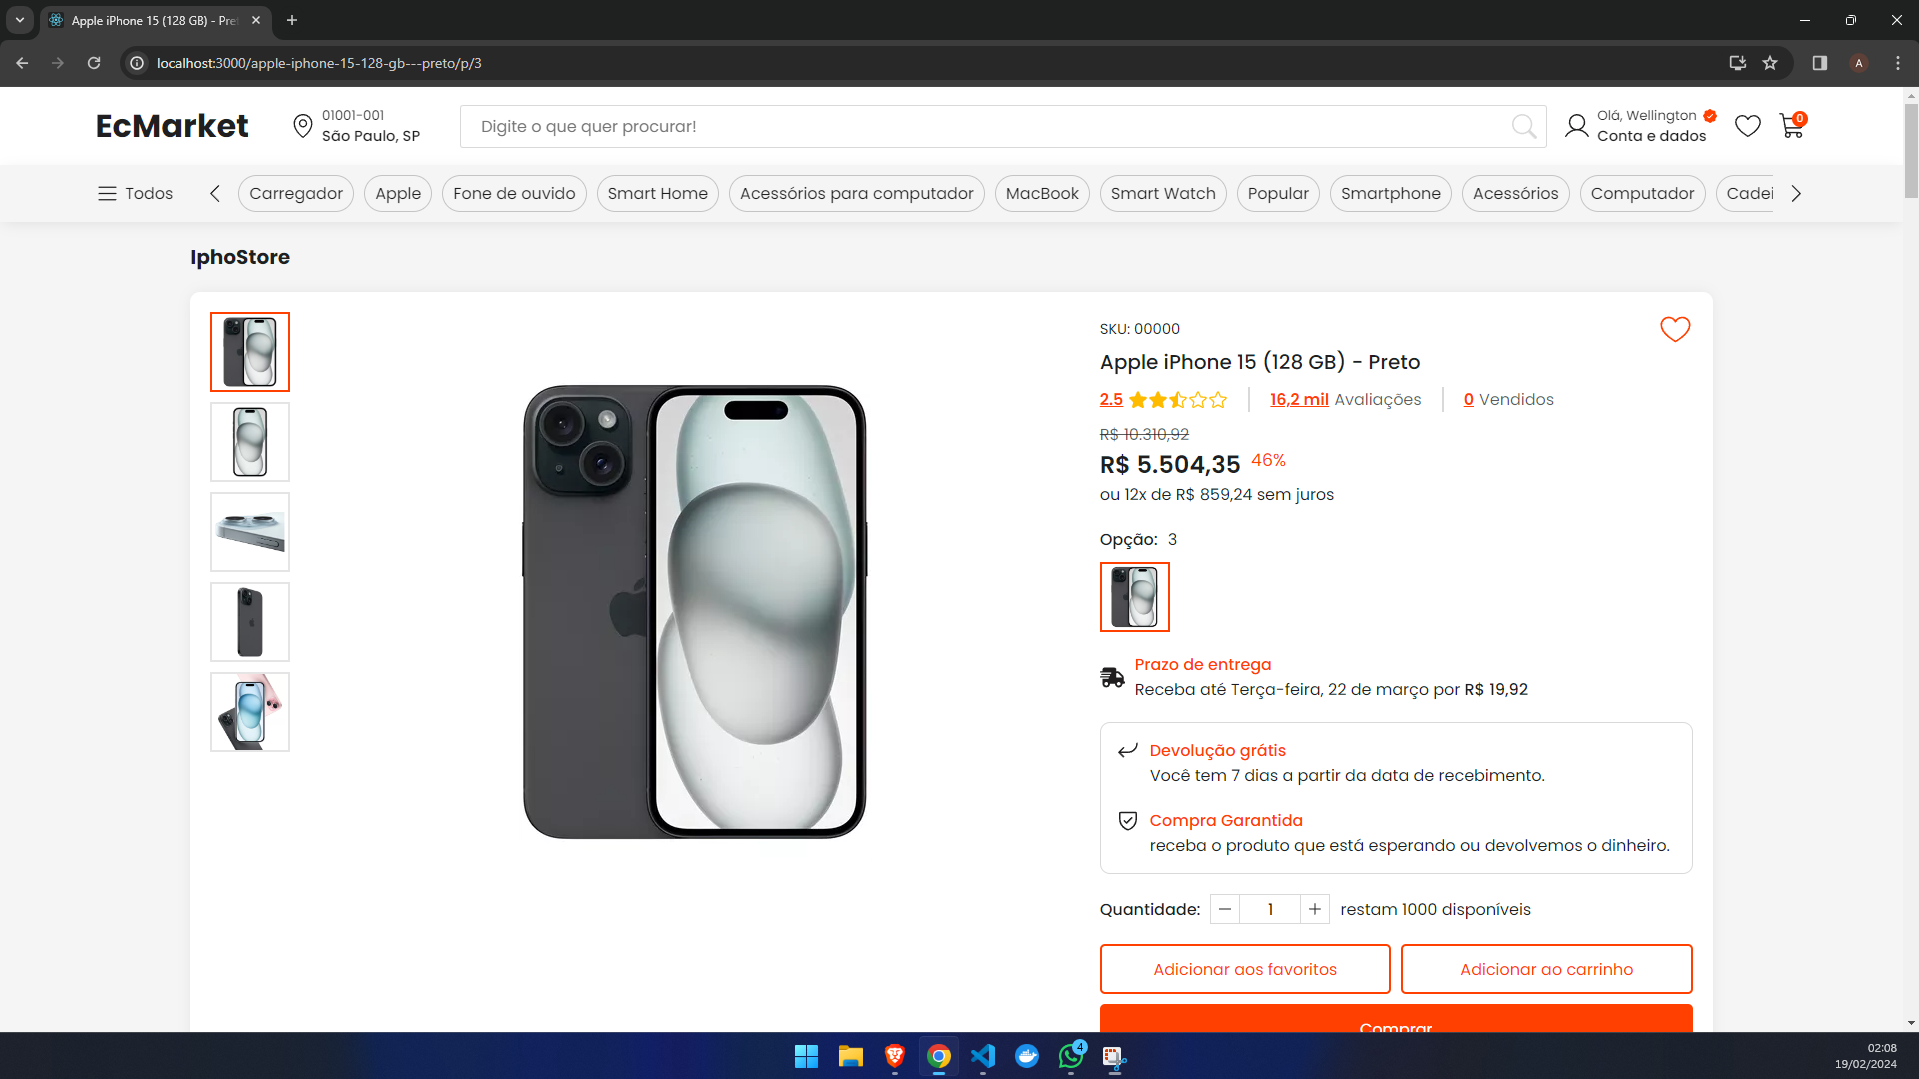 Apple iPhone 15 (128 GB) - Pre
localhost:3000/apple-iphone-15-128-gb---preto/p/3
A
EcMarket
01001-001
São Paulo, SP
Digite o que quer procurar!
Olá, Wellington
Conta e dados
0
Todos
Carregador
Apple
Fone de ouvido
Smart Home
Acessórios para computador
MacBook
Smart Watch
Popular
Smartphone
Acessórios
Computador
Cadei
IphoStore
SKU: 00000
Apple iPhone 15 (128 GB) - Preto
2.5
16,2 mil Avaliações
0 Vendidos
R$ 10.310,92
R$ 5.504,35 46%
ou 12x de R$ 859,24 sem juros
Opção: 3
Prazo de entrega
Receba até Terça-feira, 22 de março por R$ 19,92
Devolução grátis
Você tem 7 dias a partir da data de recebimento.
Compra Garantida
receba o produto que está esperando ou devolvemos o dinheiro.
Quantidade: 1 restam 1000 disponíveis
Adicionar aos favoritos
Adicionar ao carrinho
Comprar
4
02:08
19/02/2024